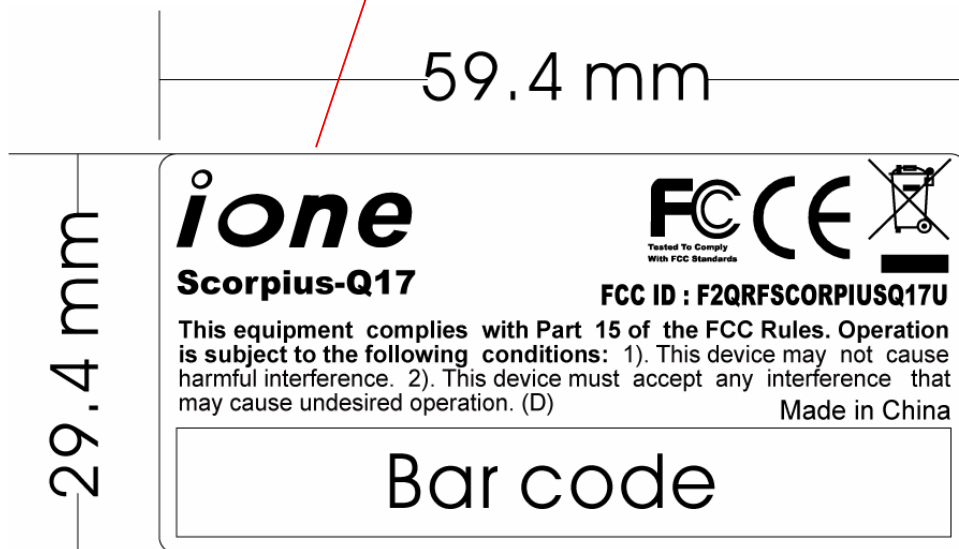 59.4 mm
29.4 mm
ione
FC CE
Tested To Comply
With FCC Standards
Scorpius-Q17
FCC ID : F2QRFSCORPIUSQ17U
This equipment complies with Part 15 of the FCC Rules. Operation
is subject to the following conditions: 1). This device may not cause
harmful interference. 2). This device must accept any interference that
may cause undesired operation. (D)
Made in China
Bar code